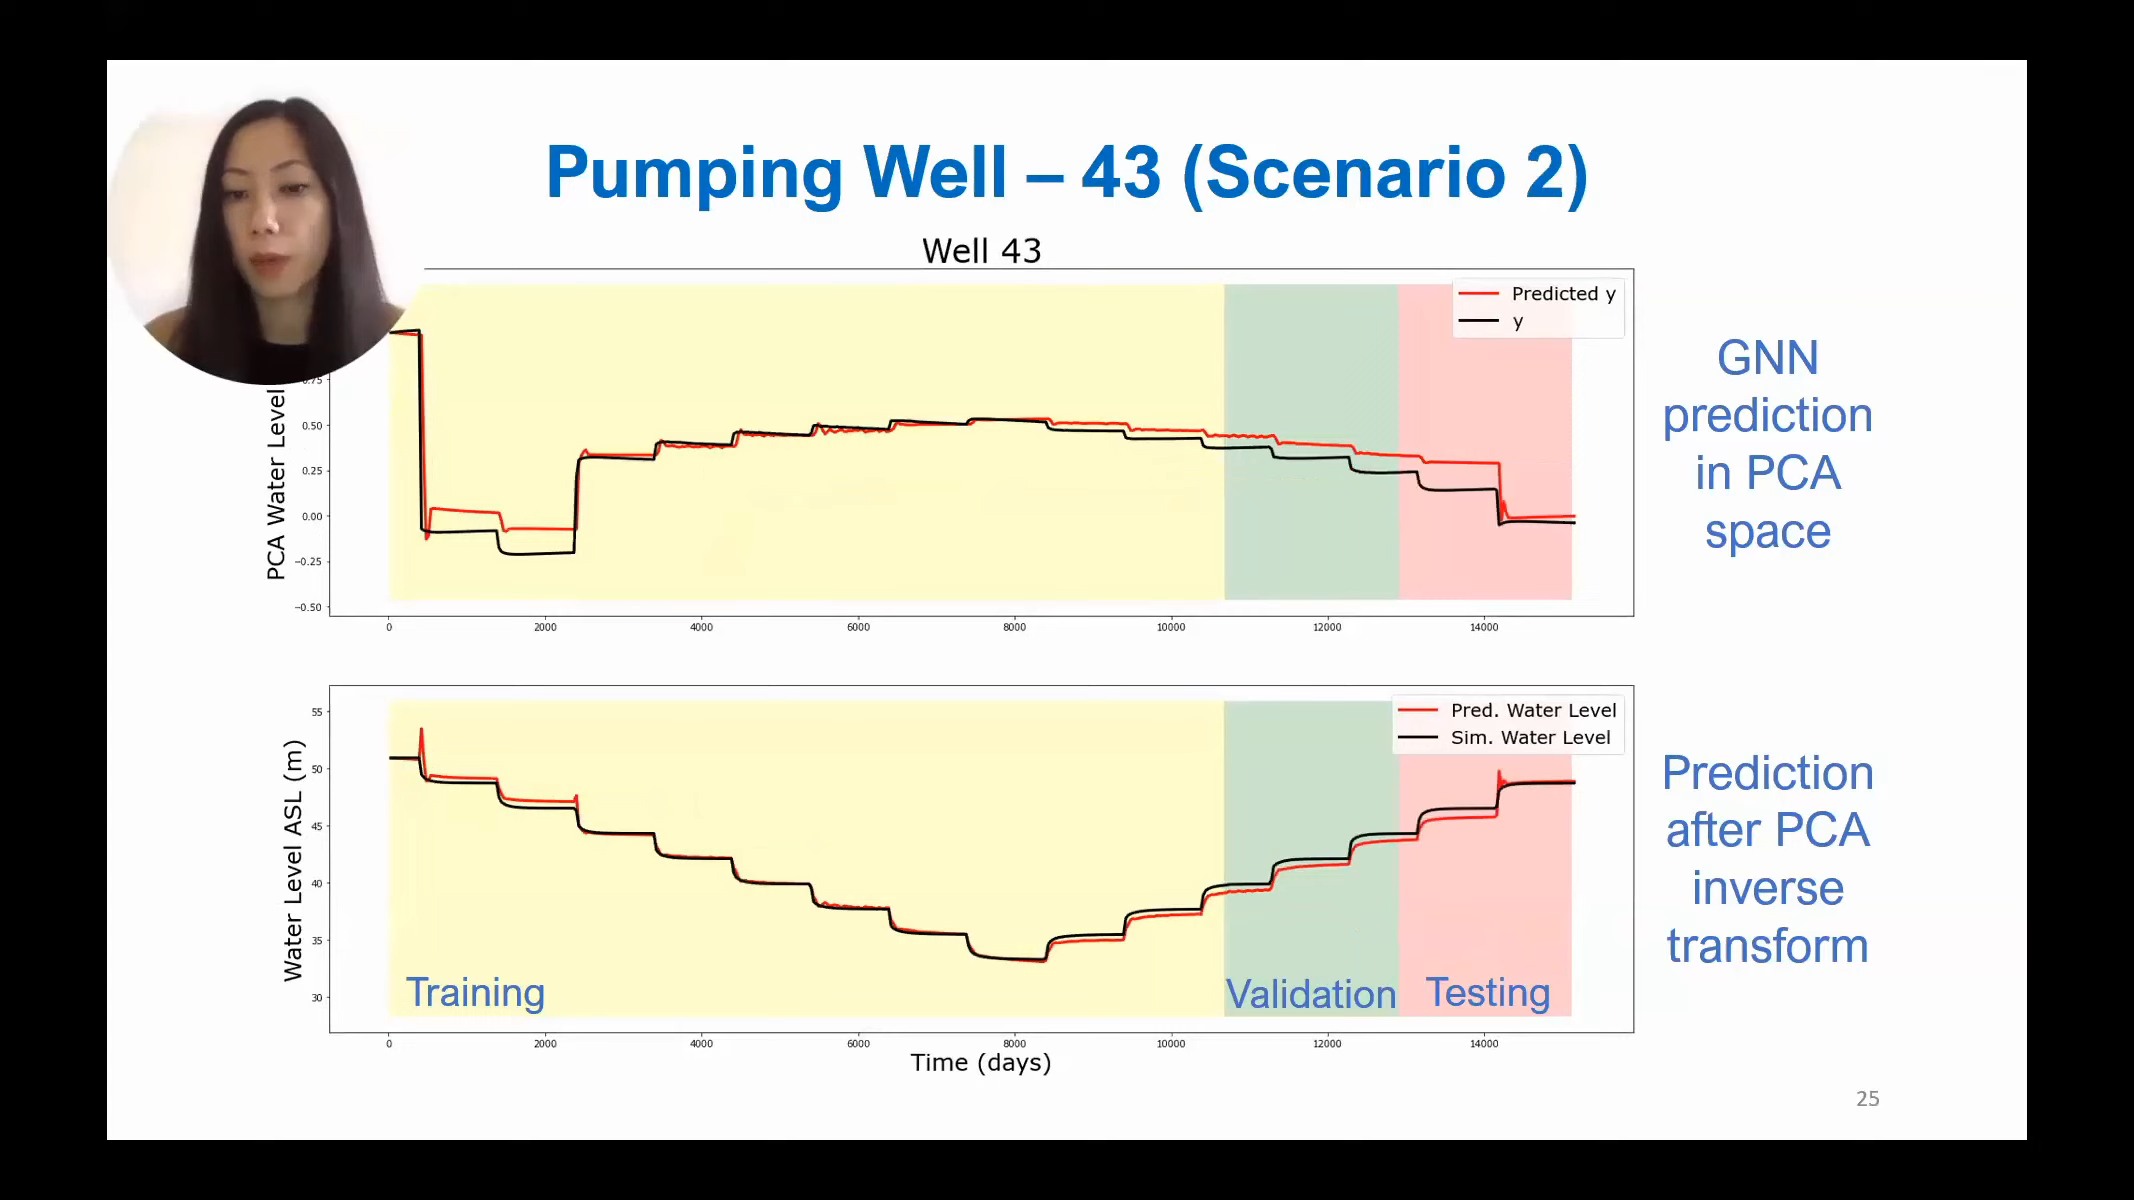 Pumping Well – 43 (Scenario 2)
Well 43
Predicted y
y
PCA Water Level
0.75
0.50
0.25
0.00
−0.25
−0.50
0 2000 4000 6000 8000 10000 12000 14000
GNN
prediction
in PCA
space
Pred. Water Level
Sim. Water Level
Water Level ASL (m)
55
50
45
40
35
30
Training
Validation
Testing
0 2000 4000 6000 8000 10000 12000 14000
Time (days)
Prediction
after PCA
inverse
transform
25